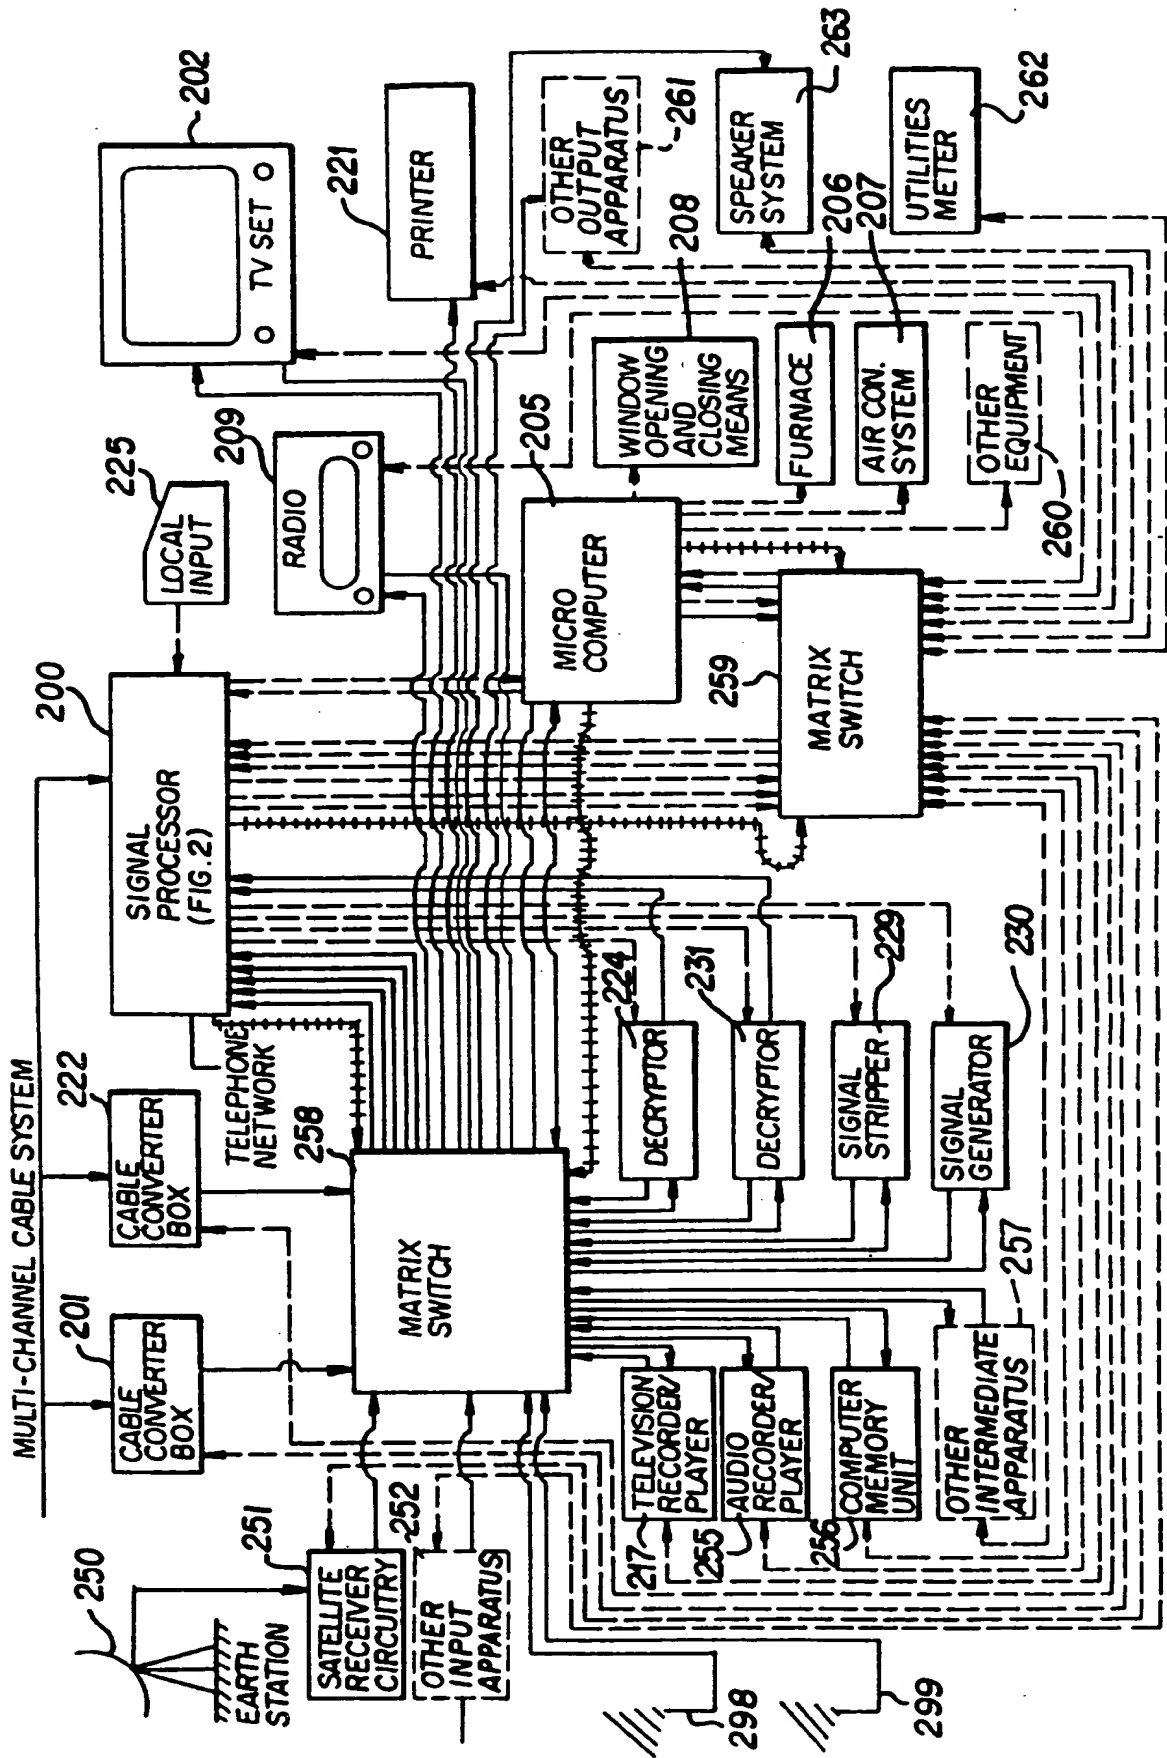 MULTI-CHANNEL CABLE SYSTEM
250
EARTH
STATION
251
SATELLITE
RECEIVER
CIRCUITRY
252
OTHER
INPUT
APPARATUS
298
299
201
CABLE
CONVERTER
BOX
222
CABLE
CONVERTER
BOX
TELEPHONE
NETWORK
258
MATRIX
SWITCH
200
SIGNAL
PROCESSOR
(FIG. 2)
225
LOCAL
INPUT
202
TV SET
209
RADIO
221
PRINTER
205
MICRO
COMPUTER
259
MATRIX
SWITCH
OTHER
OUTPUT
APPARATUS
261
208
WINDOW
OPENING
AND
CLOSING
MEANS
SPEAKER
SYSTEM
263
FURNACE
206
AIR CON.
SYSTEM
207
OTHER
EQUIPMENT
260
UTILITIES
METER
262
224
DECRYPTOR
231
DECRYPTOR
SIGNAL
STRIPPER
229
SIGNAL
GENERATOR
230
217
TELEVISION
RECORDER/
PLAYER
255
AUDIO
RECORDER/
PLAYER
256
COMPUTER
MEMORY
UNIT
OTHER
INTERMEDIATE
APPARATUS
257